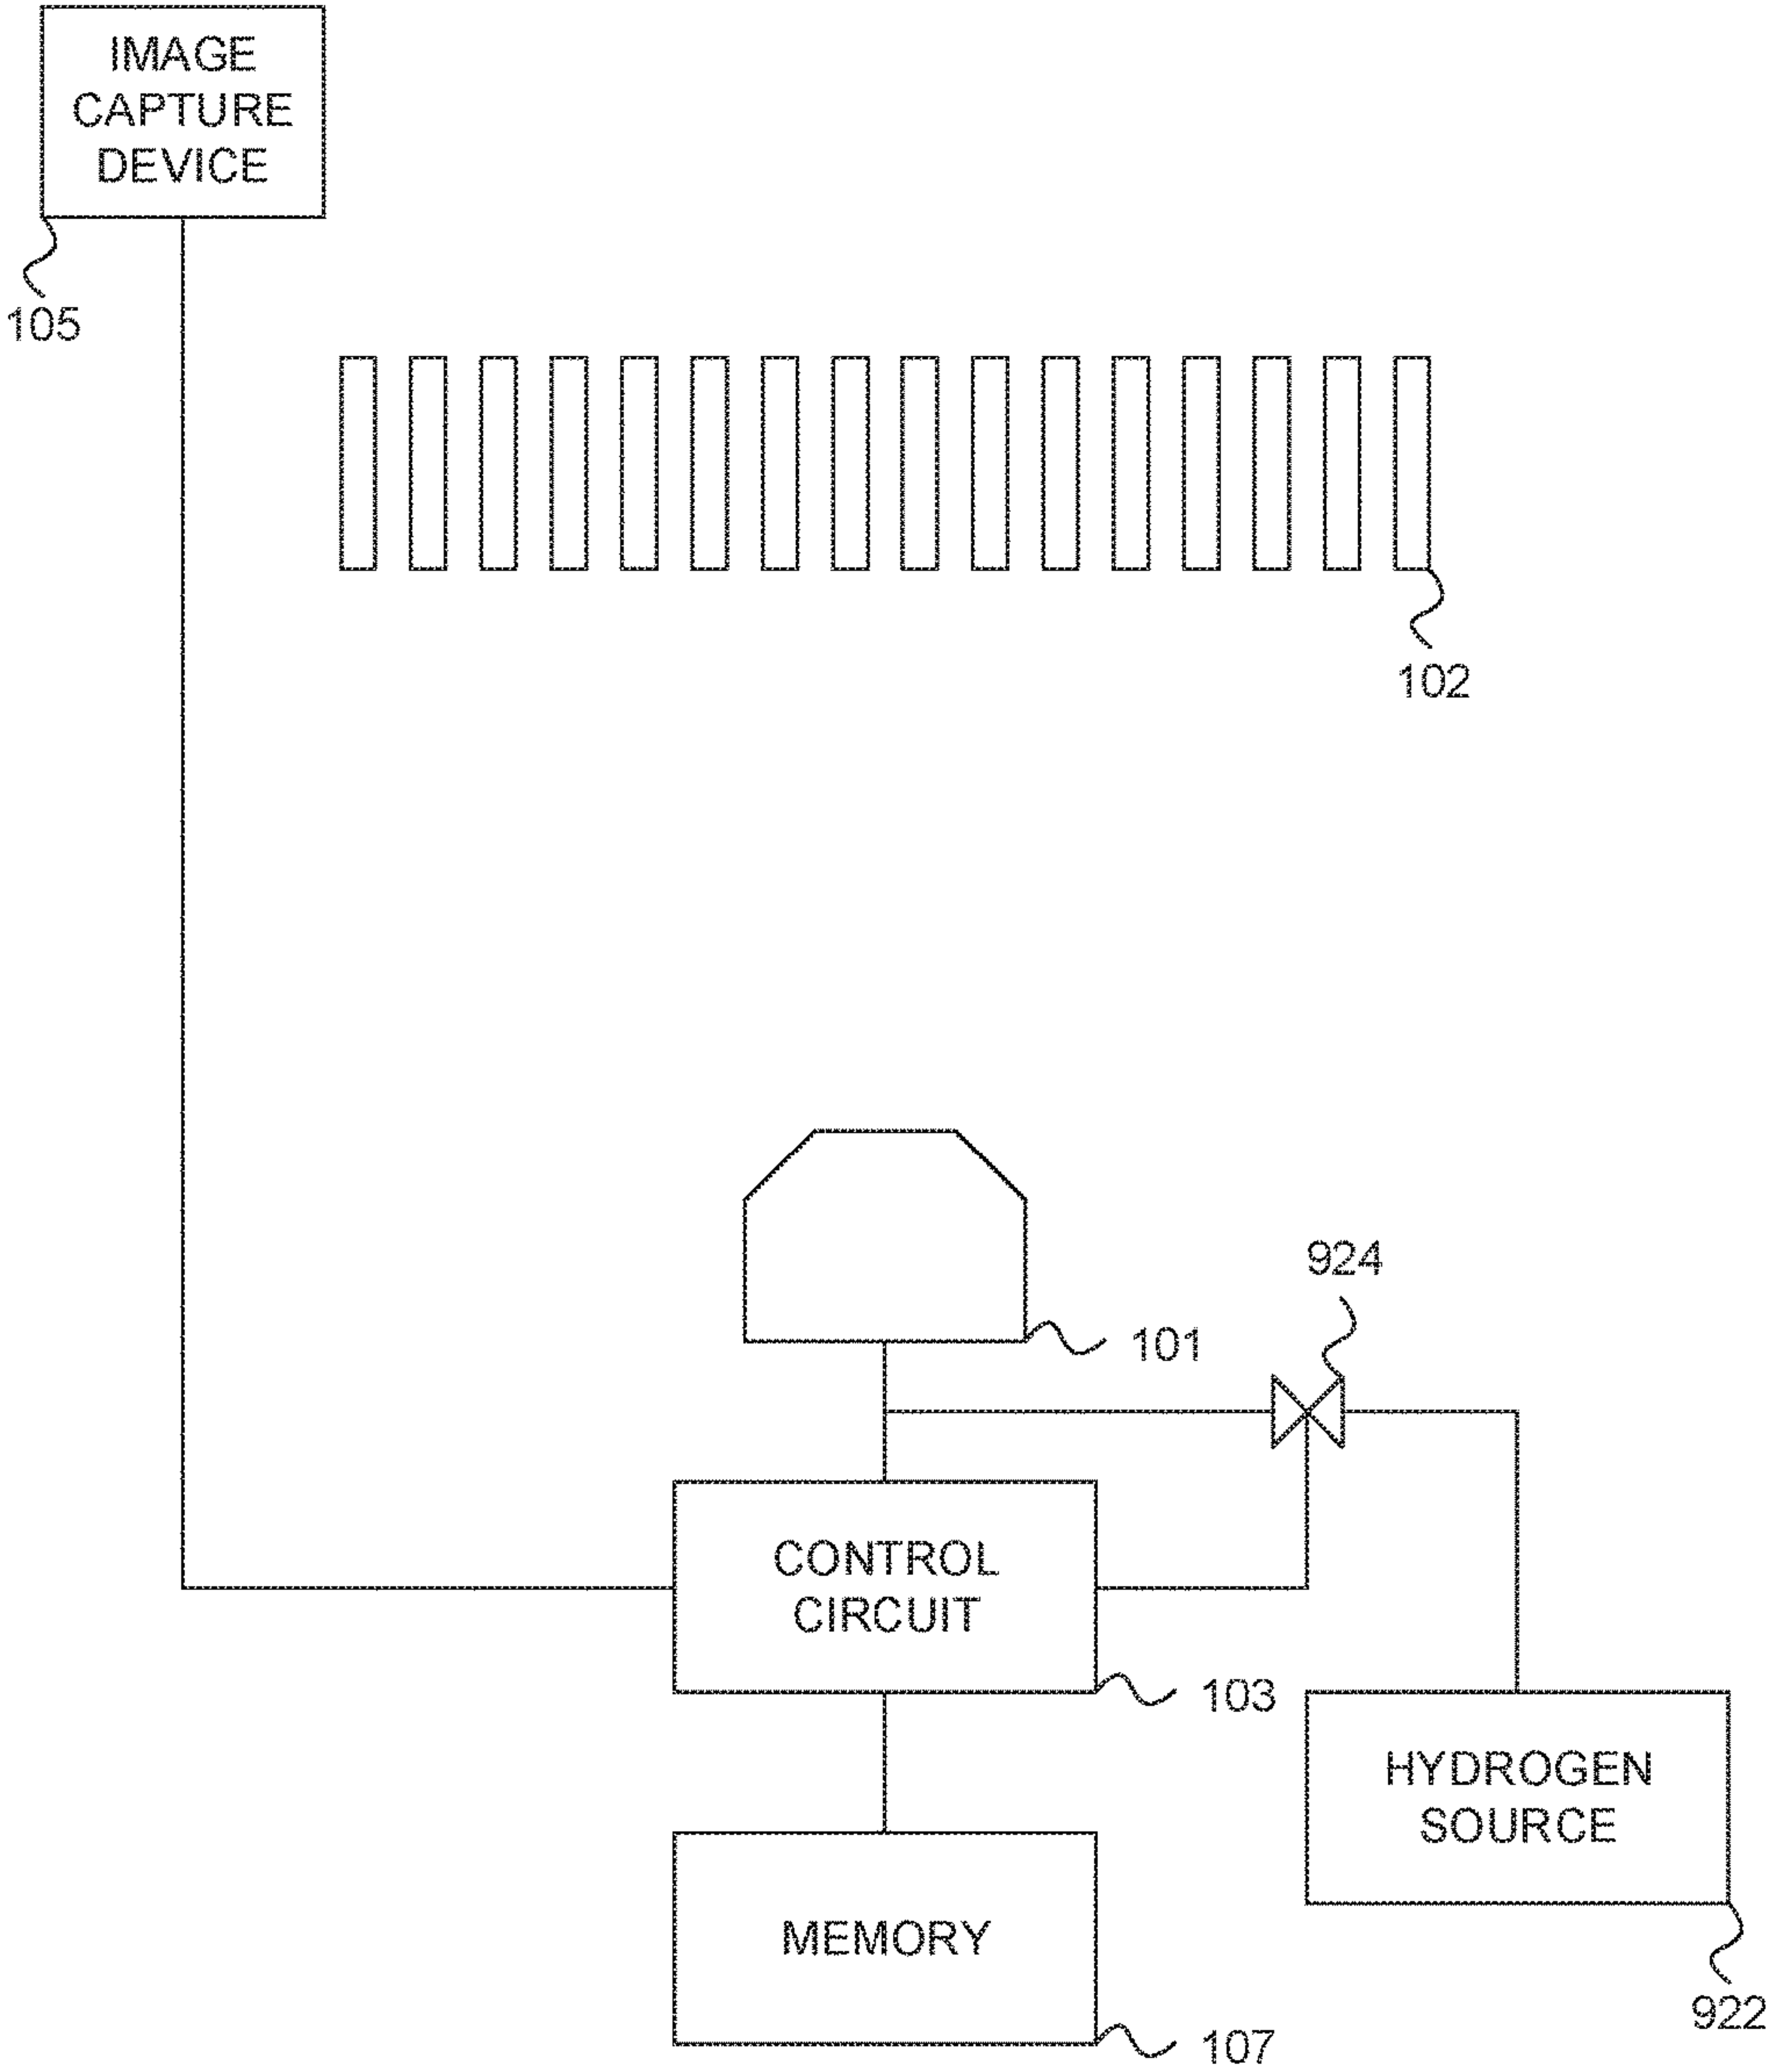 IMAGE
CAPTURE
DEVICE
105
102
924
101
CONTROL
CIRCUIT
103
HYDROGEN
SOURCE
MEMORY
922
107